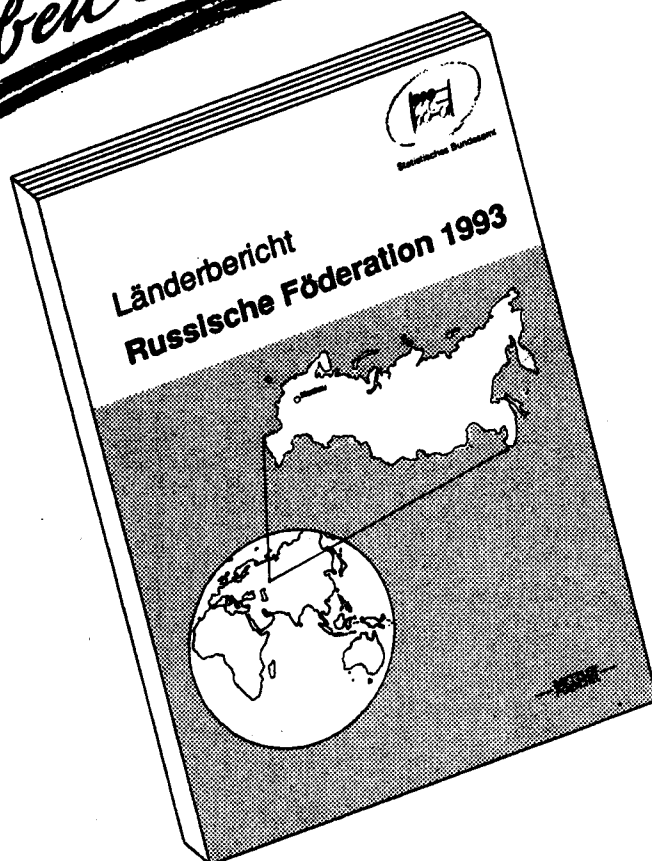 Statistisches Bundesamt
Länderbericht
Russische Föderation 1993